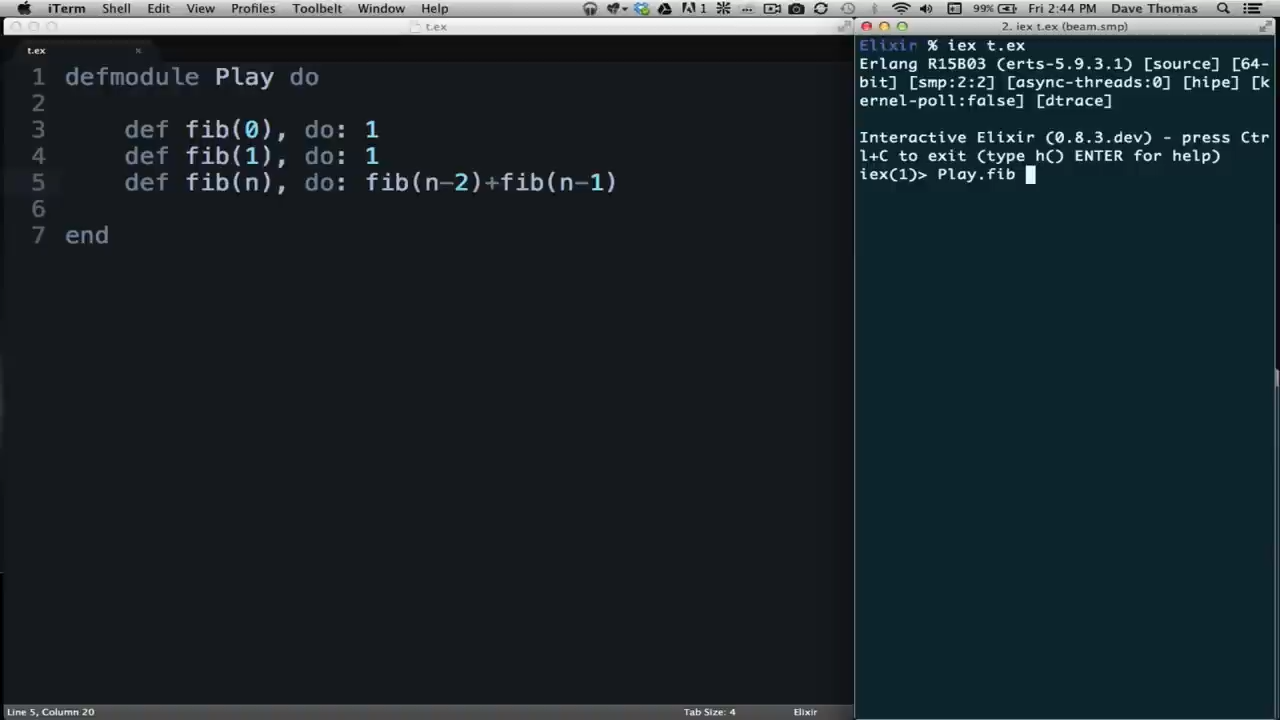 iTerm Shell Edit View Profiles Toolbelt Window Help 1 99% Fri 2:44 PM Dave Thomas
t.ex
2. iex t.ex (beam.smp)
t.ex
1 defmodule Play do
2
3 def fib(0), do: 1
4 def fib(1), do: 1
5 def fib(n), do: fib(n-2)+fib(n-1)
6
7 end
Elixir % iex t.ex
Erlang R15B03 (erts-5.9.3.1) [source] [64-
bit] [smp:2:2] [async-threads:0] [hipe] [k
ernel-poll:false] [dtrace]
Interactive Elixir (0.8.3.dev) - press Ctr
l+C to exit (type h() ENTER for help)
iex(1)> Play.fib
Line 5, Column 20 Tab Size: 4 Elixir